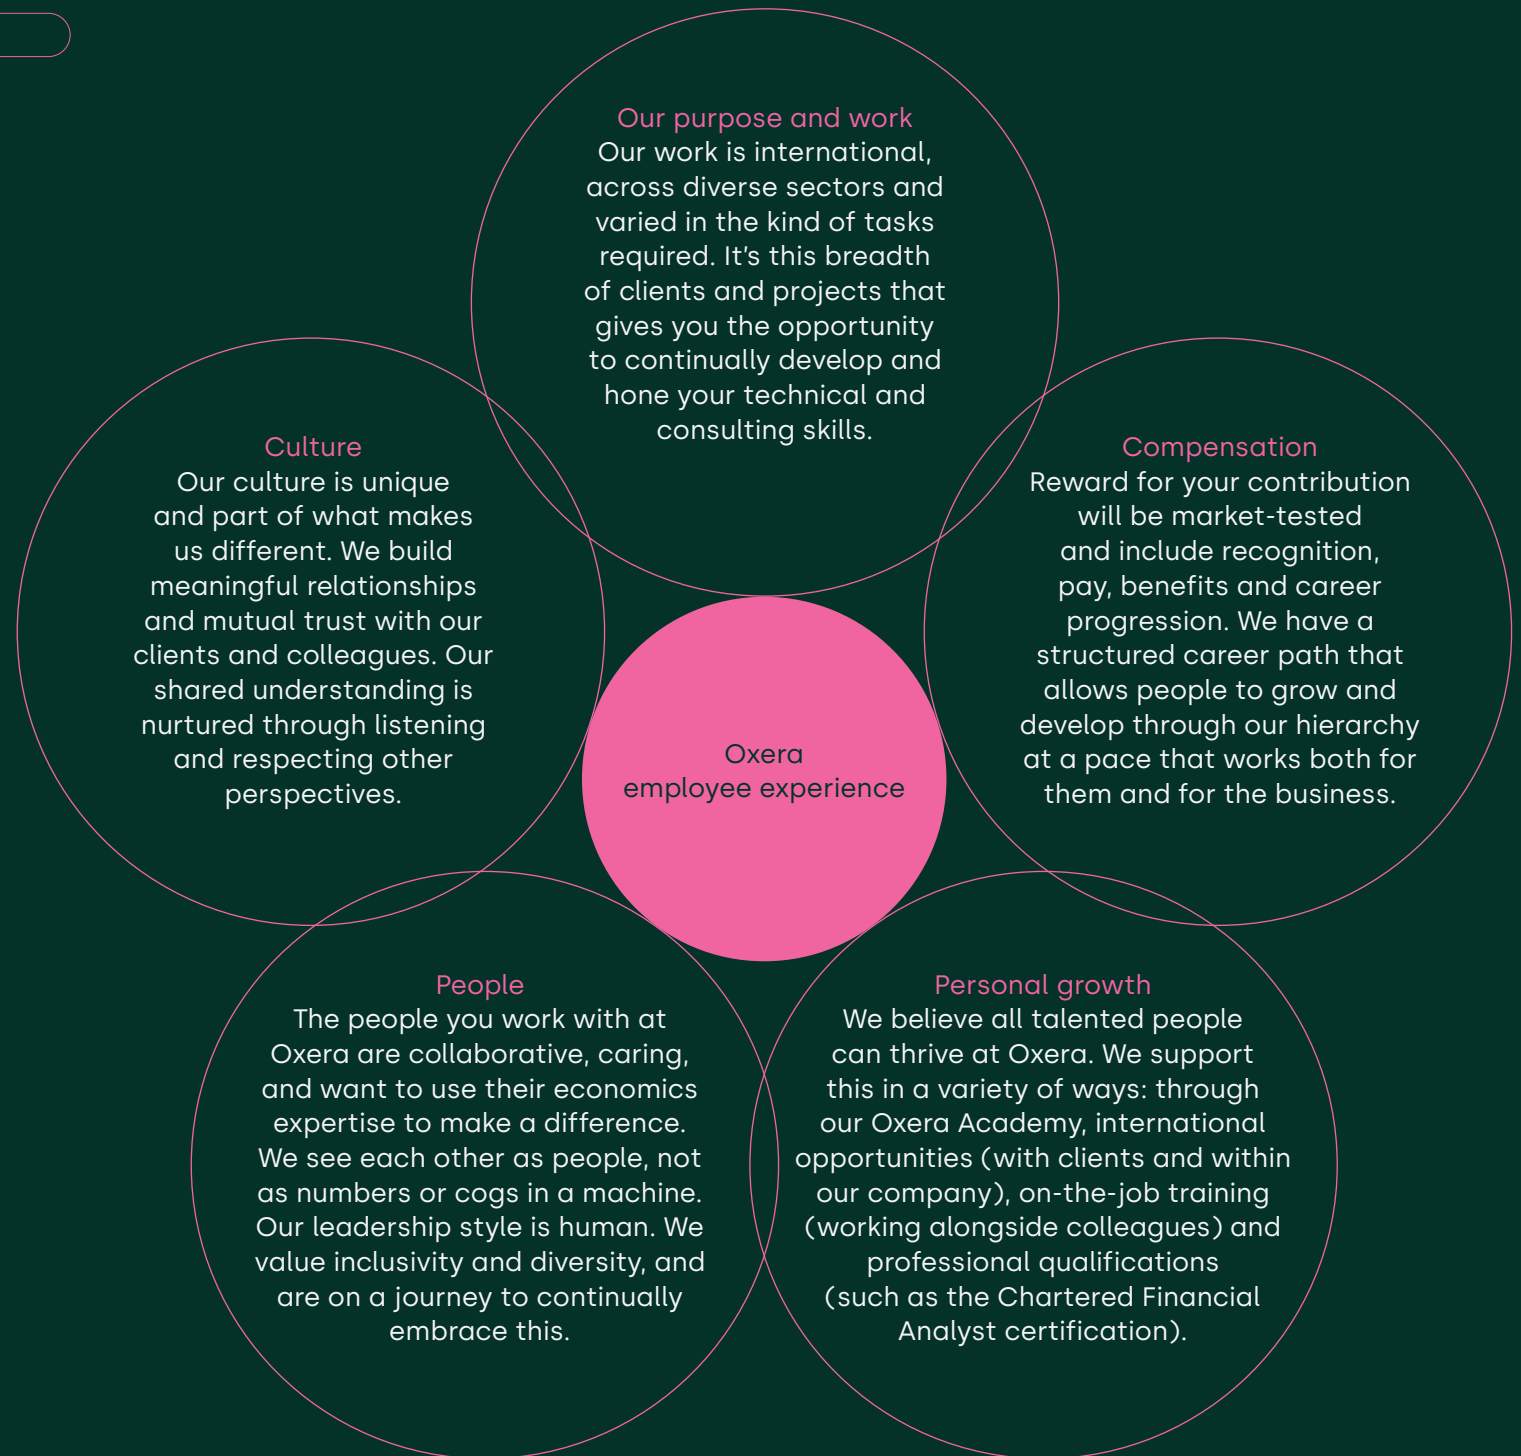 Our purpose and work
Our work is international,
across diverse sectors and
varied in the kind of tasks
required. It’s this breadth
of clients and projects that
gives you the opportunity
to continually develop and
hone your technical and
consulting skills.
Culture
Our culture is unique
and part of what makes
us different. We build
meaningful relationships
and mutual trust with our
clients and colleagues. Our
shared understanding is
nurtured through listening
and respecting other
perspectives.
Compensation
Reward for your contribution
will be market-tested
and include recognition,
pay, benefits and career
progression. We have a
structured career path that
allows people to grow and
develop through our hierarchy
at a pace that works both for
them and for the business.
Oxera
employee experience
People
The people you work with at
Oxera are collaborative, caring,
and want to use their economics
expertise to make a difference.
We see each other as people, not
as numbers or cogs in a machine.
Our leadership style is human. We
value inclusivity and diversity, and
are on a journey to continually
embrace this.
Personal growth
We believe all talented people
can thrive at Oxera. We support
this in a variety of ways: through
our Oxera Academy, international
opportunities (with clients and within
our company), on-the-job training
(working alongside colleagues) and
professional qualifications
(such as the Chartered Financial
Analyst certification).